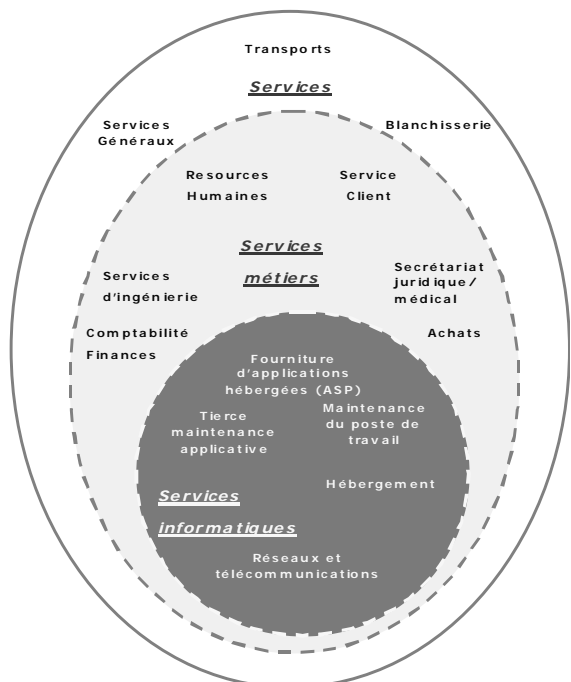 Transports
Services
Services
Généraux
Blanchisserie
Resources
Humaines
Service
Client
Services
métiers
Services
d'ingénierie
Secrétariat
juridique/
médical
Comptabilité
Finances
Achats
Fourniture
d'applications
hébergées (ASP)
Tierce
maintenance
applicative
Maintenance
du poste de
travail
Hébergement
Services
informatiques
Réseaux et
télécommunications